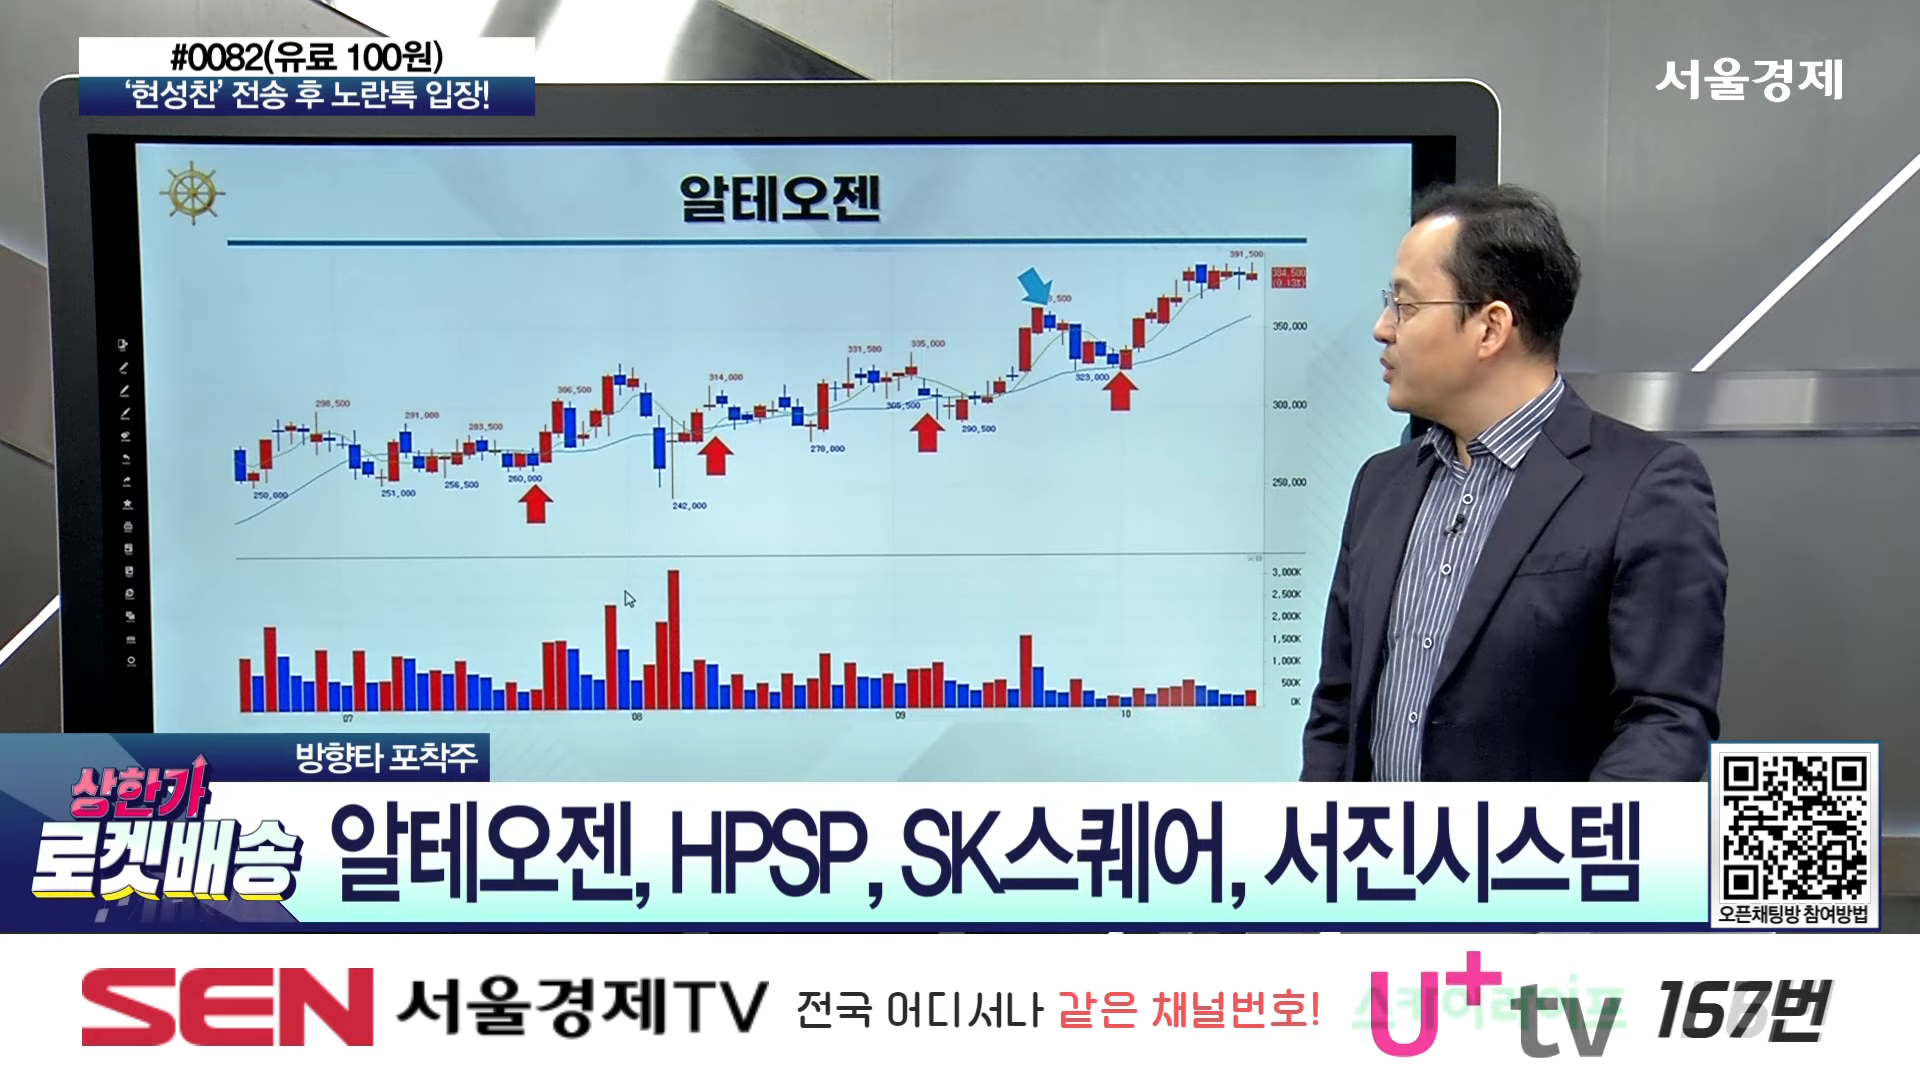 #0082(유료 100원)
‘현성찬’ 전송 후 노란톡 입장!
서울경제
알테오젠
391,500
384,500
(0.13%)
350,000
300,000
250,000
298,500
291,000
283,500
306,500
314,000
331,500
335,000
250,000
251,000
256,500
260,000
242,000
278,000
305,500
290,500
323,000
3,000K
2,500K
2,000K
1,500K
1,000K
500K
0K
07
08
09
10
방향타 포착주
상한가
로켓배송
알테오젠, HPSP, SK스퀘어, 서진시스템
오픈채팅방 참여방법
SEN 서울경제TV 전국 어디서나 같은 채널번호! U+tv 167번